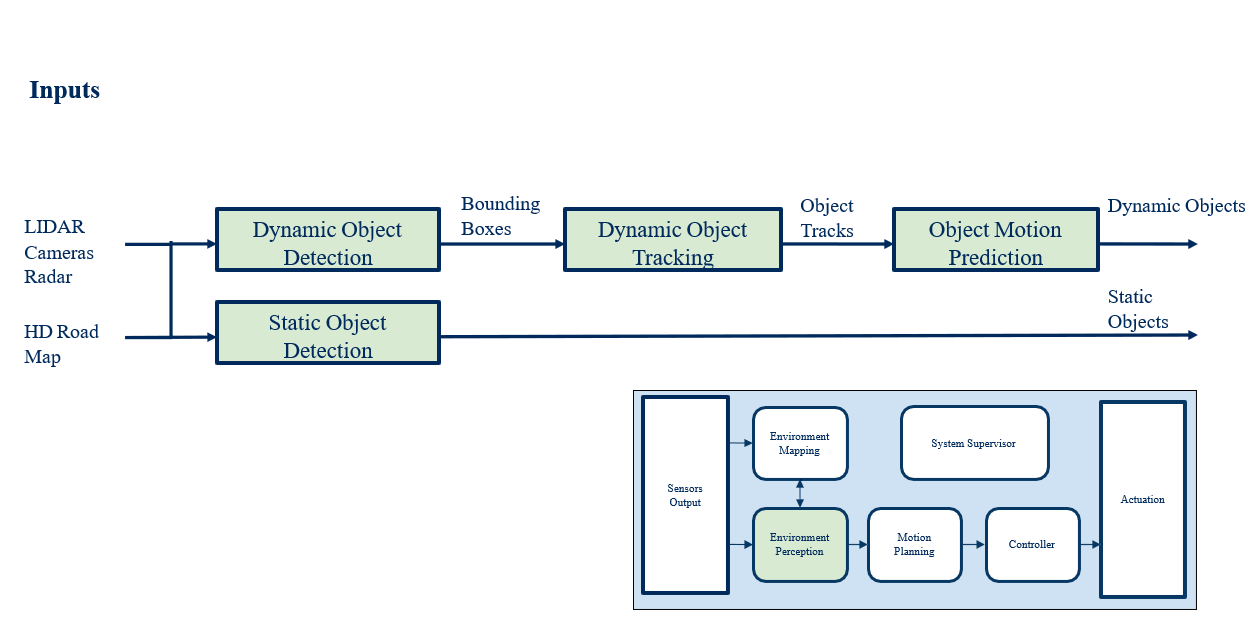 Inputs
LIDAR
Cameras
Radar
HD Road
Map
Dynamic Object
Detection
Bounding
Boxes
Dynamic Object
Tracking
Object
Tracks
Object Motion
Prediction
Dynamic Objects
Static Object
Detection
Static
Objects
Sensors
Output
Environment
Mapping
System Supervisor
Environment
Perception
Motion
Planning
Controller
Actuation